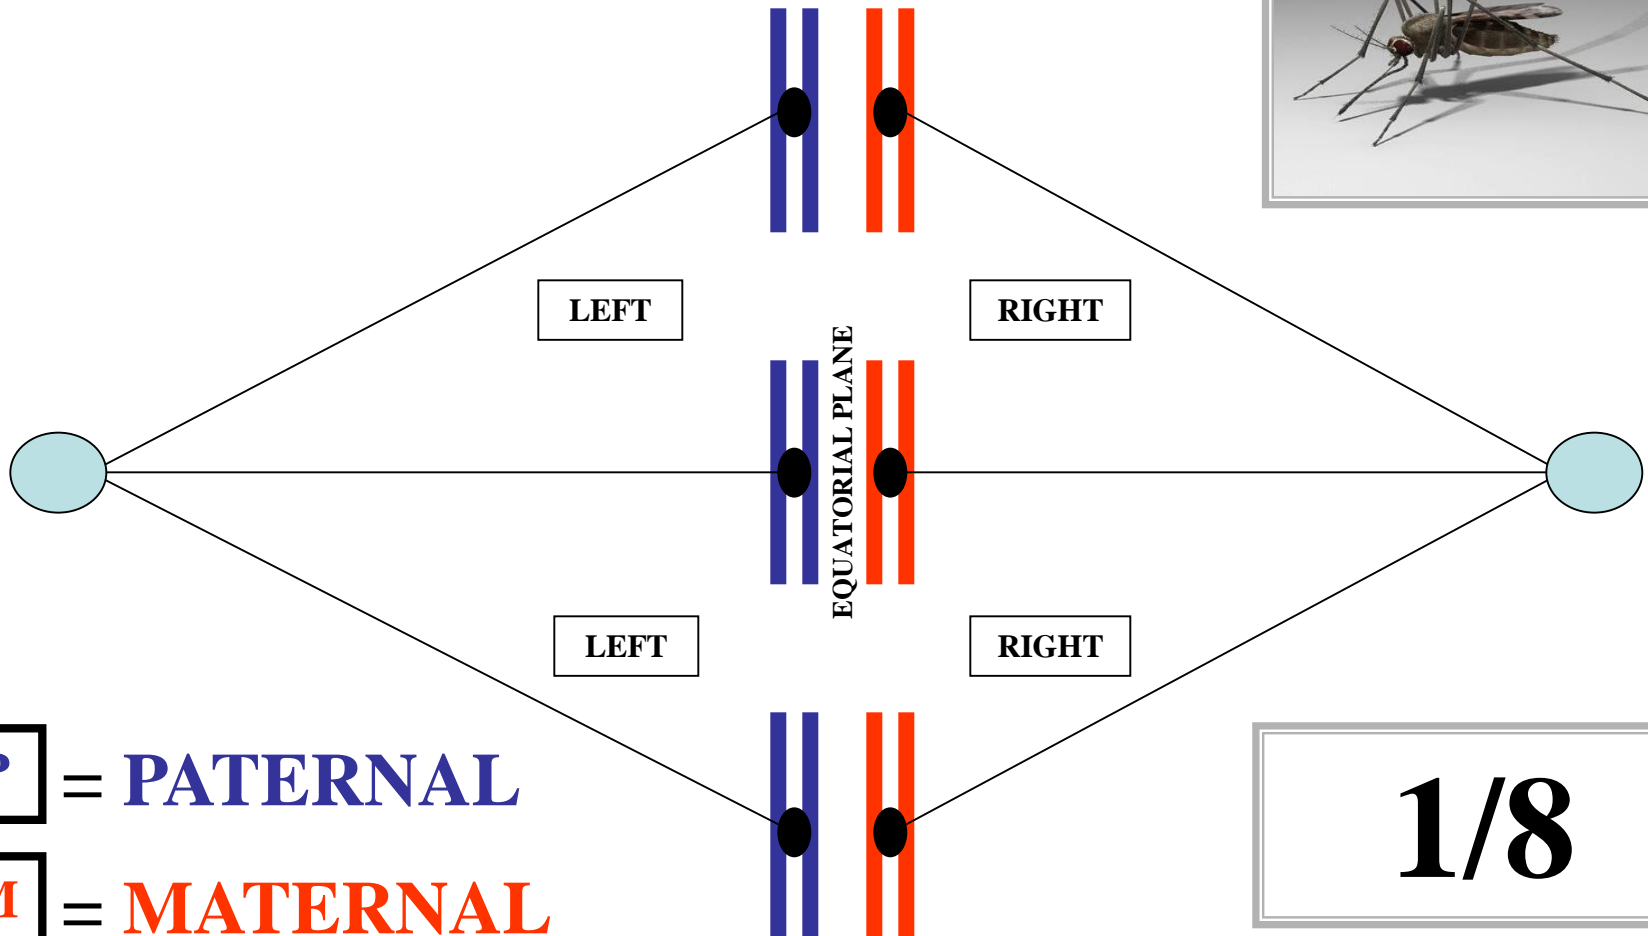 LEFT
RIGHT
EQUATORIAL PLANE
LEFT
RIGHT
P = PATERNAL
M = MATERNAL
1/8